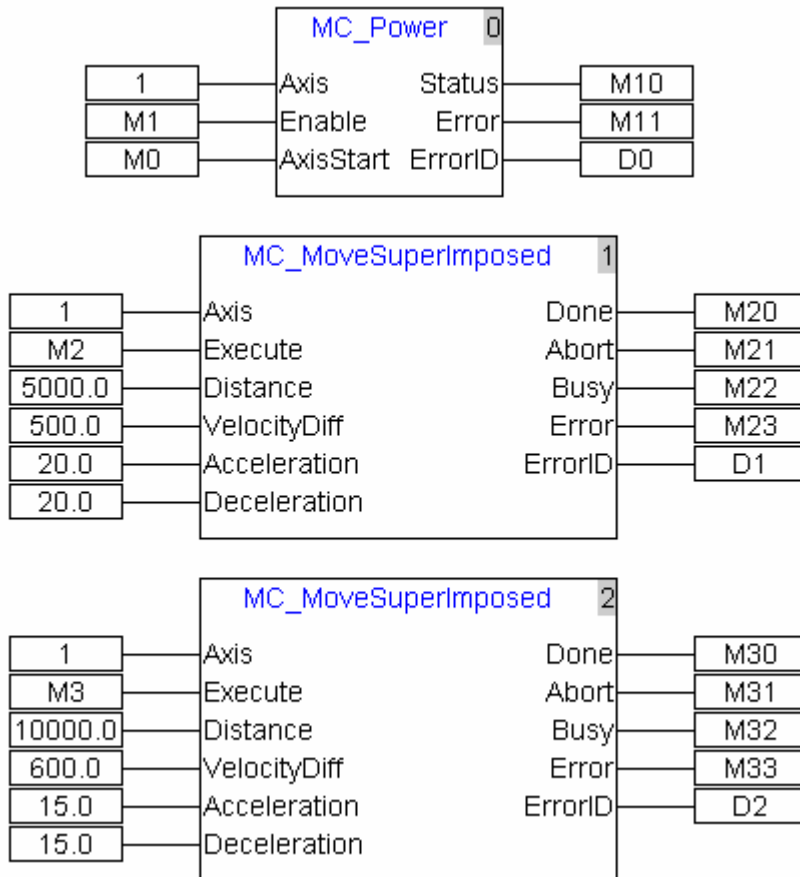 MC_Power 0
1 Axis Status M10
M1 Enable Error M11
M0 AxisStart ErrorID D0
MC_MoveSuperImposed 1
1 Axis Done M20
M2 Execute Abort M21
5000.0 Distance Busy M22
500.0 VelocityDiff Error M23
20.0 Acceleration ErrorID D1
20.0 Deceleration
MC_MoveSuperImposed 2
1 Axis Done M30
M3 Execute Abort M31
10000.0 Distance Busy M32
600.0 VelocityDiff Error M33
15.0 Acceleration ErrorID D2
15.0 Deceleration